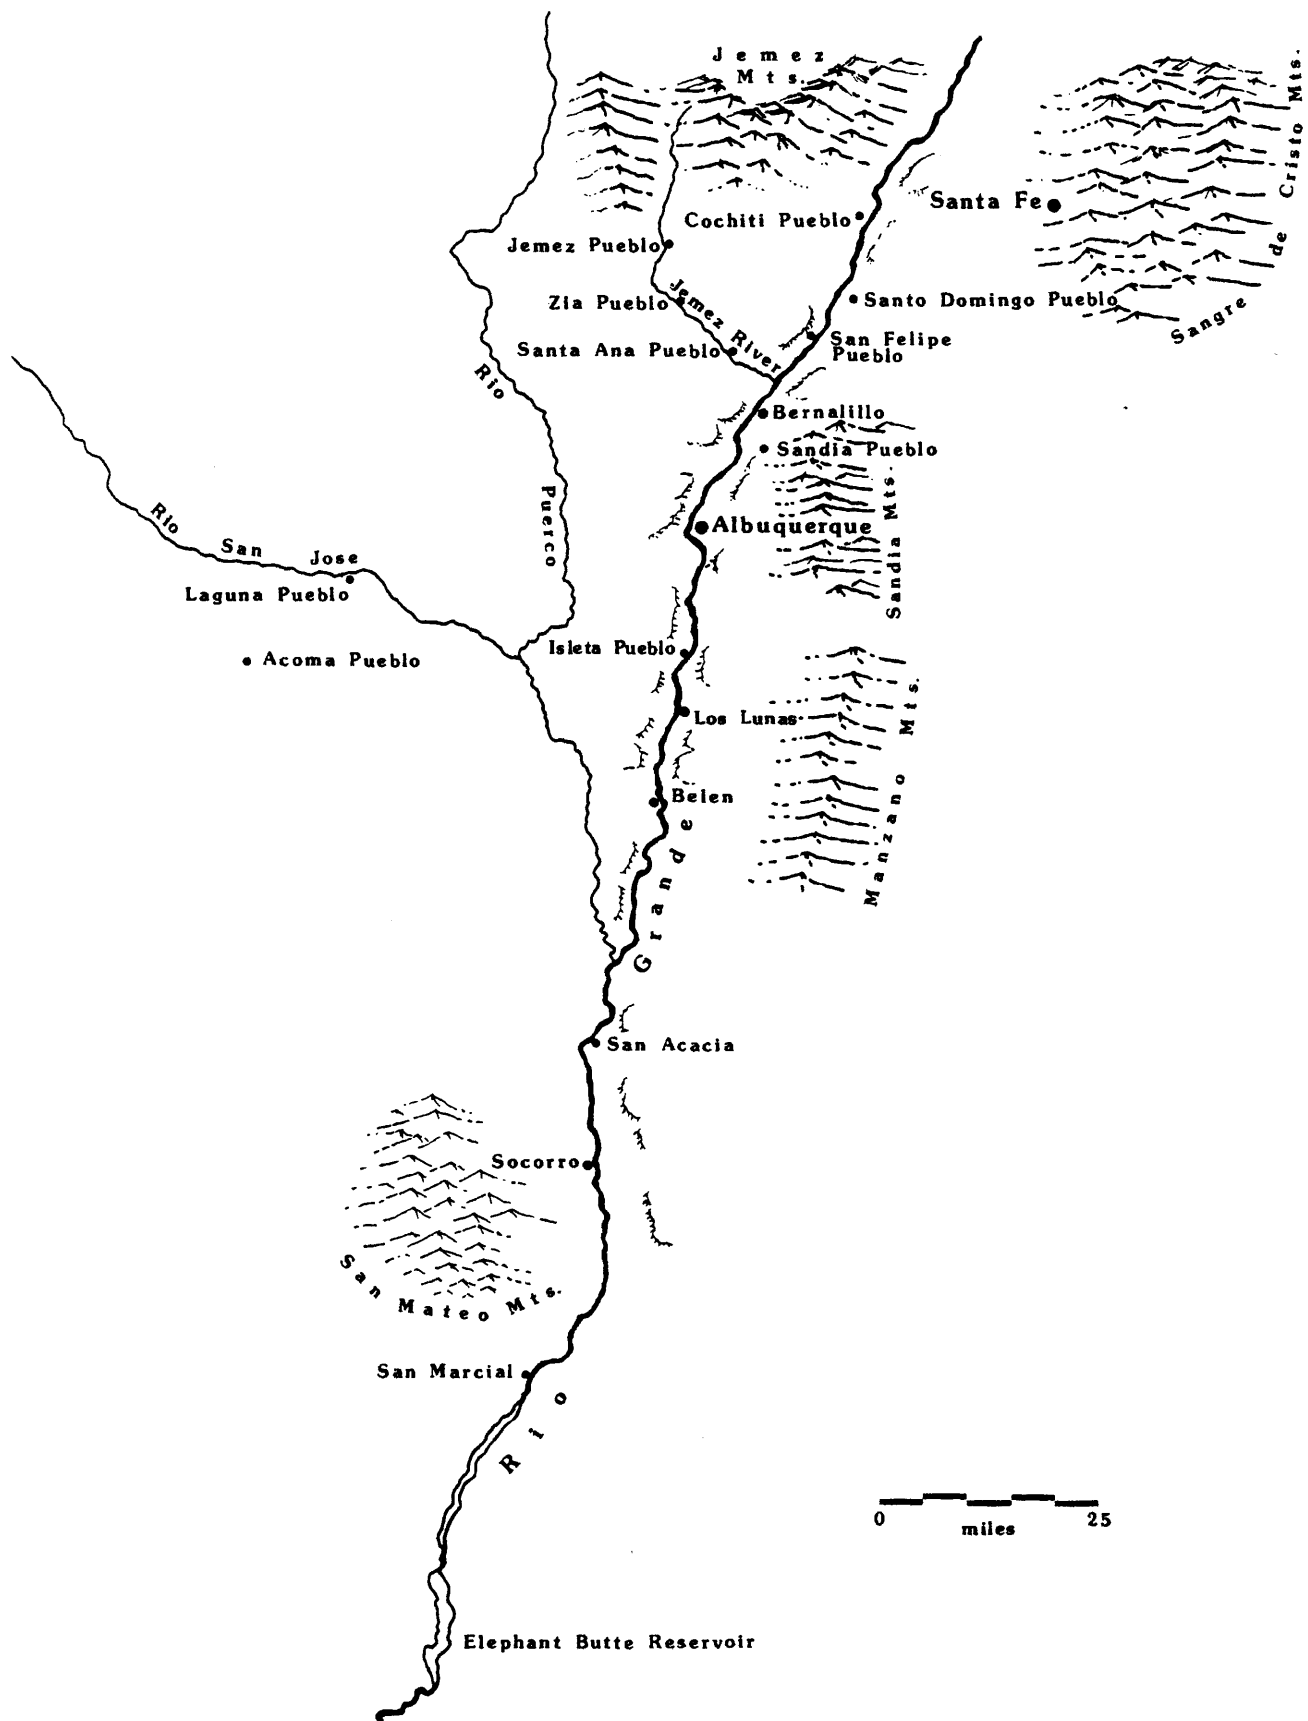 Jemez
Mts.
Sangre de Cristo Mts.
Santa Fe
Cochiti Pueblo
Jemez Pueblo
Jemez River
Zia Pueblo
Santo Domingo Pueblo
San Felipe
Pueblo
Santa Ana Pueblo
Rio Puerco
Bernalillo
Sandia Pueblo
Sandia Mts.
Albuquerque
Rio San Jose
Laguna Pueblo
Isleta Pueblo
Acoma Pueblo
Los Lunas
Manzano Mts.
Belen
Rio Grande
San Acacia
Socorro
San Mateo Mts.
San Marcial
0 25
miles
Elephant Butte Reservoir